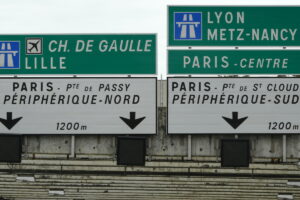 CH. DE GAULLE
LILLE
PARIS - PTE DE PASSY
PÉRIPHÉRIQUE-NORD
1200m
LYON
METZ-NANCY
PARIS-CENTRE
PARIS - PTE DE ST CLOUD
PÉRIPHÉRIQUE-SUD
1200m